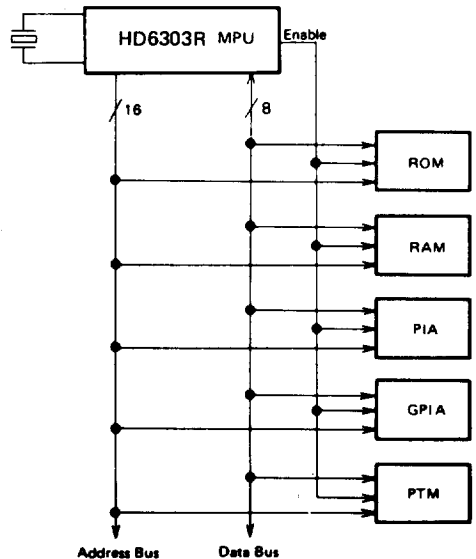 HD6303R MPU
Enable
16
8
ROM
RAM
PIA
GPIA
PTM
Address Bus
Data Bus